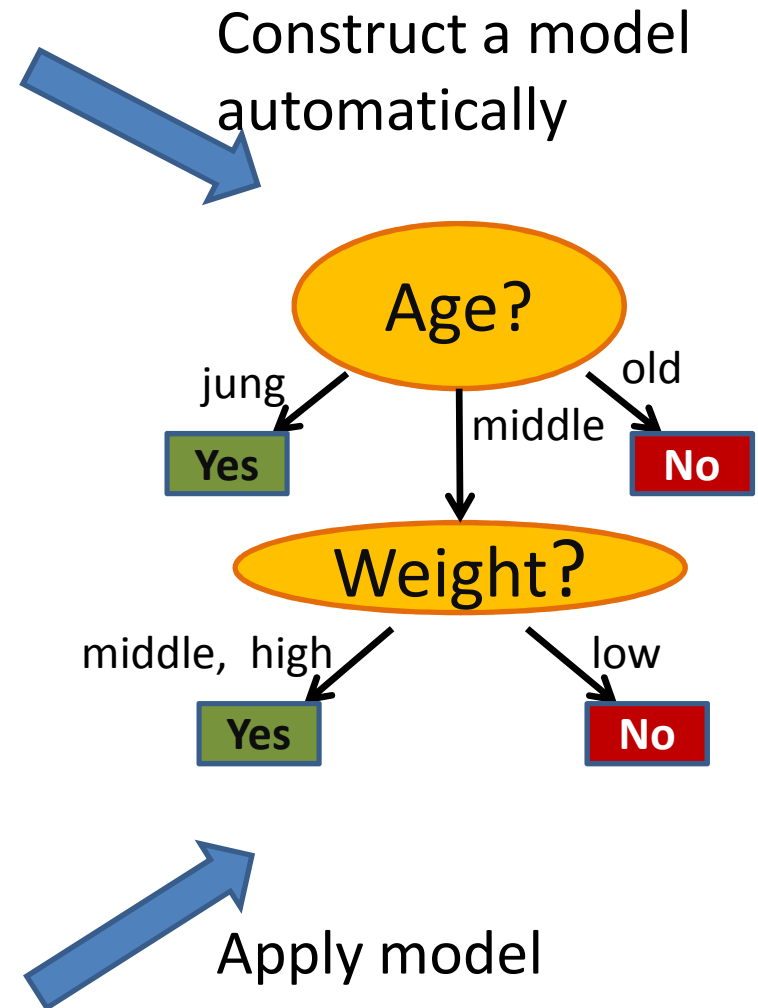 Construct a model
automatically
Age?
jung
old
middle
Yes
No
Weight?
middle, high
low
Yes
No
Apply model